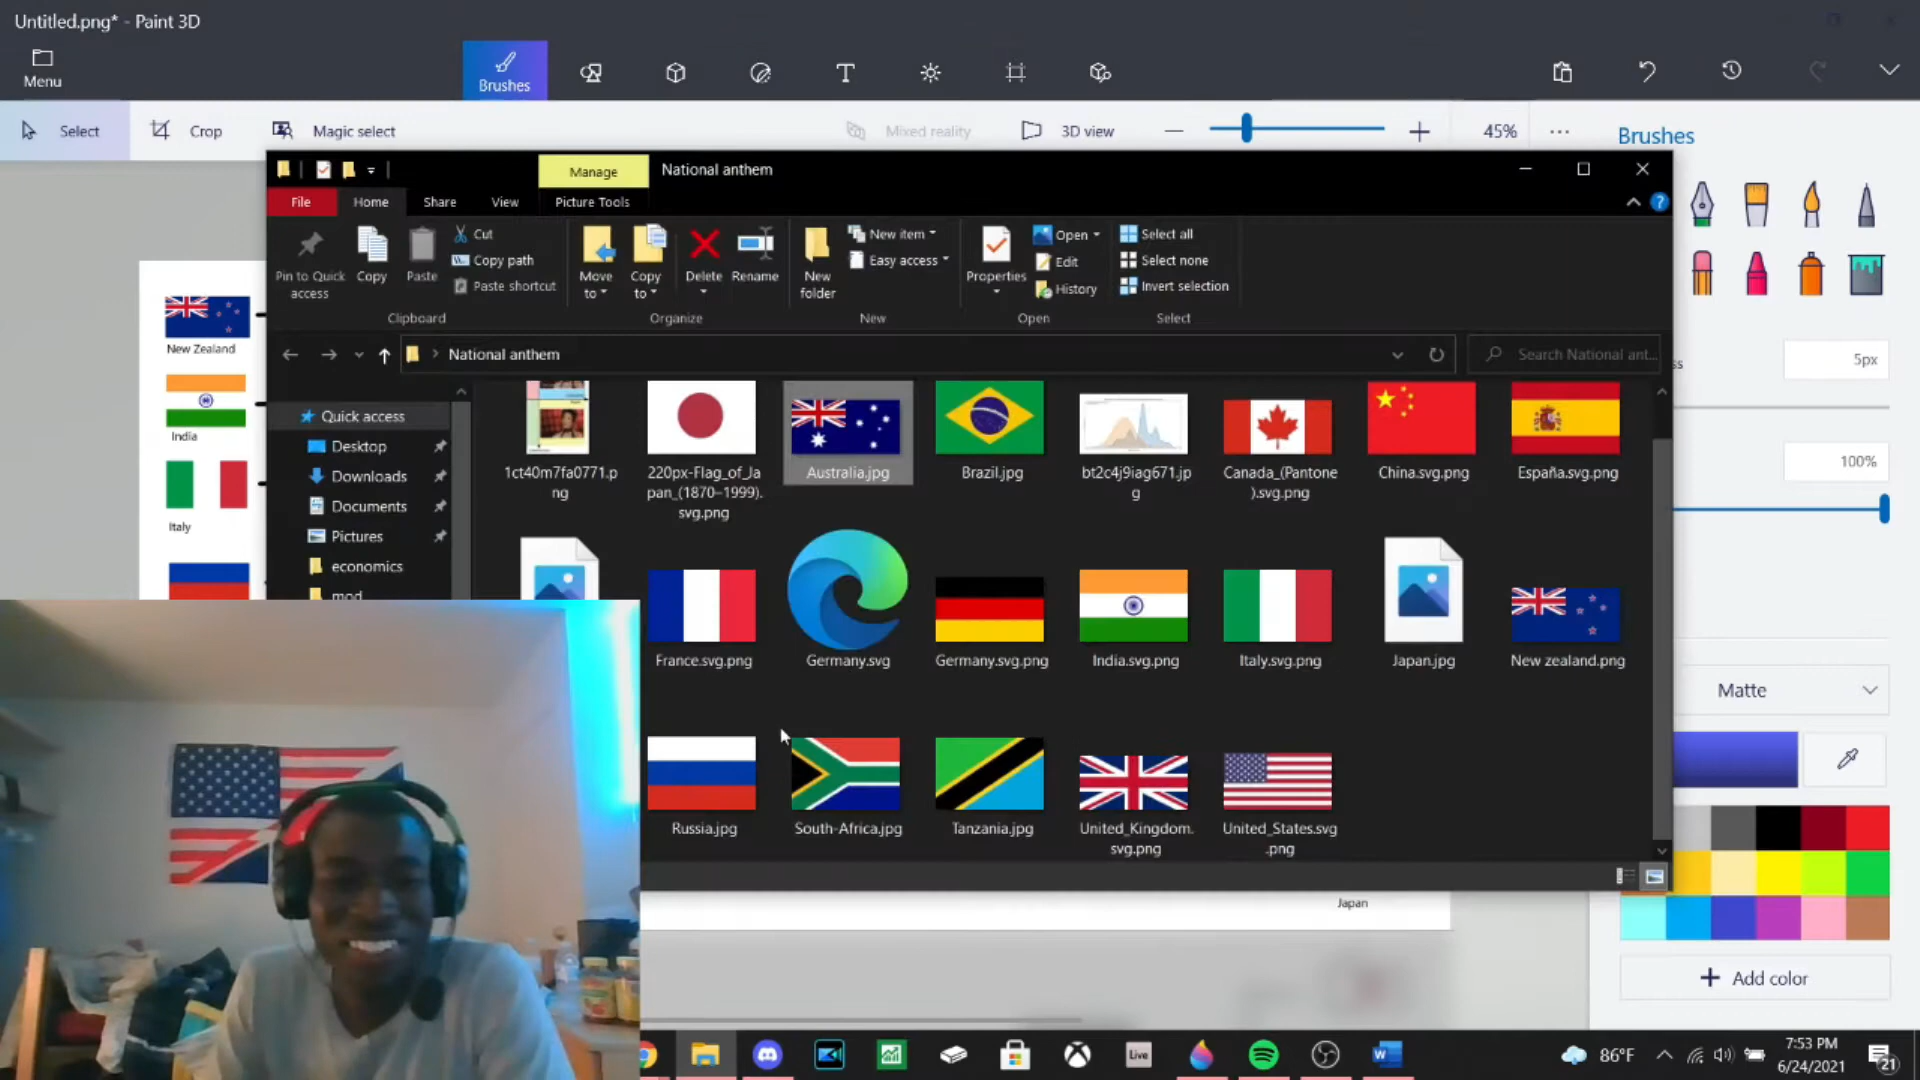 Untitled.png* - Paint 3D
Menu
Brushes
T
Select
Crop
Magic select
Mixed reality
3D view
45%
Brushes
Manage
National anthem
File
Home
Share
View
Picture Tools
?
Pin to Quick
access
Copy
Paste
Cut
Copy path
Paste shortcut
Move
to
Copy
to
Delete
Rename
New
folder
New item
Easy access
Properties
Open
Edit
History
Select all
Select none
Invert selection
Clipboard
Organize
New
Open
Select
National anthem
Search National ant...
5px
100%
Matte
Add color
New Zealand
India
Italy
Quick access
Desktop
Downloads
Documents
Pictures
economics
mod
1ct40m7fa0771.p
ng
220px-Flag_of_Ja
pan_(1870–1999).
svg.png
Australia.jpg
Brazil.jpg
bt2c4j9iag671.jp
g
Canada_(Pantone
).svg.png
China.svg.png
España.svg.png
France.svg.png
Germany.svg
Germany.svg.png
India.svg.png
Italy.svg.png
Japan.jpg
New zealand.png
Russia.jpg
South-Africa.jpg
Tanzania.jpg
United_Kingdom.
svg.png
United_States.svg
.png
Japan
Live
W
86°F
7:53 PM
6/24/2021
21